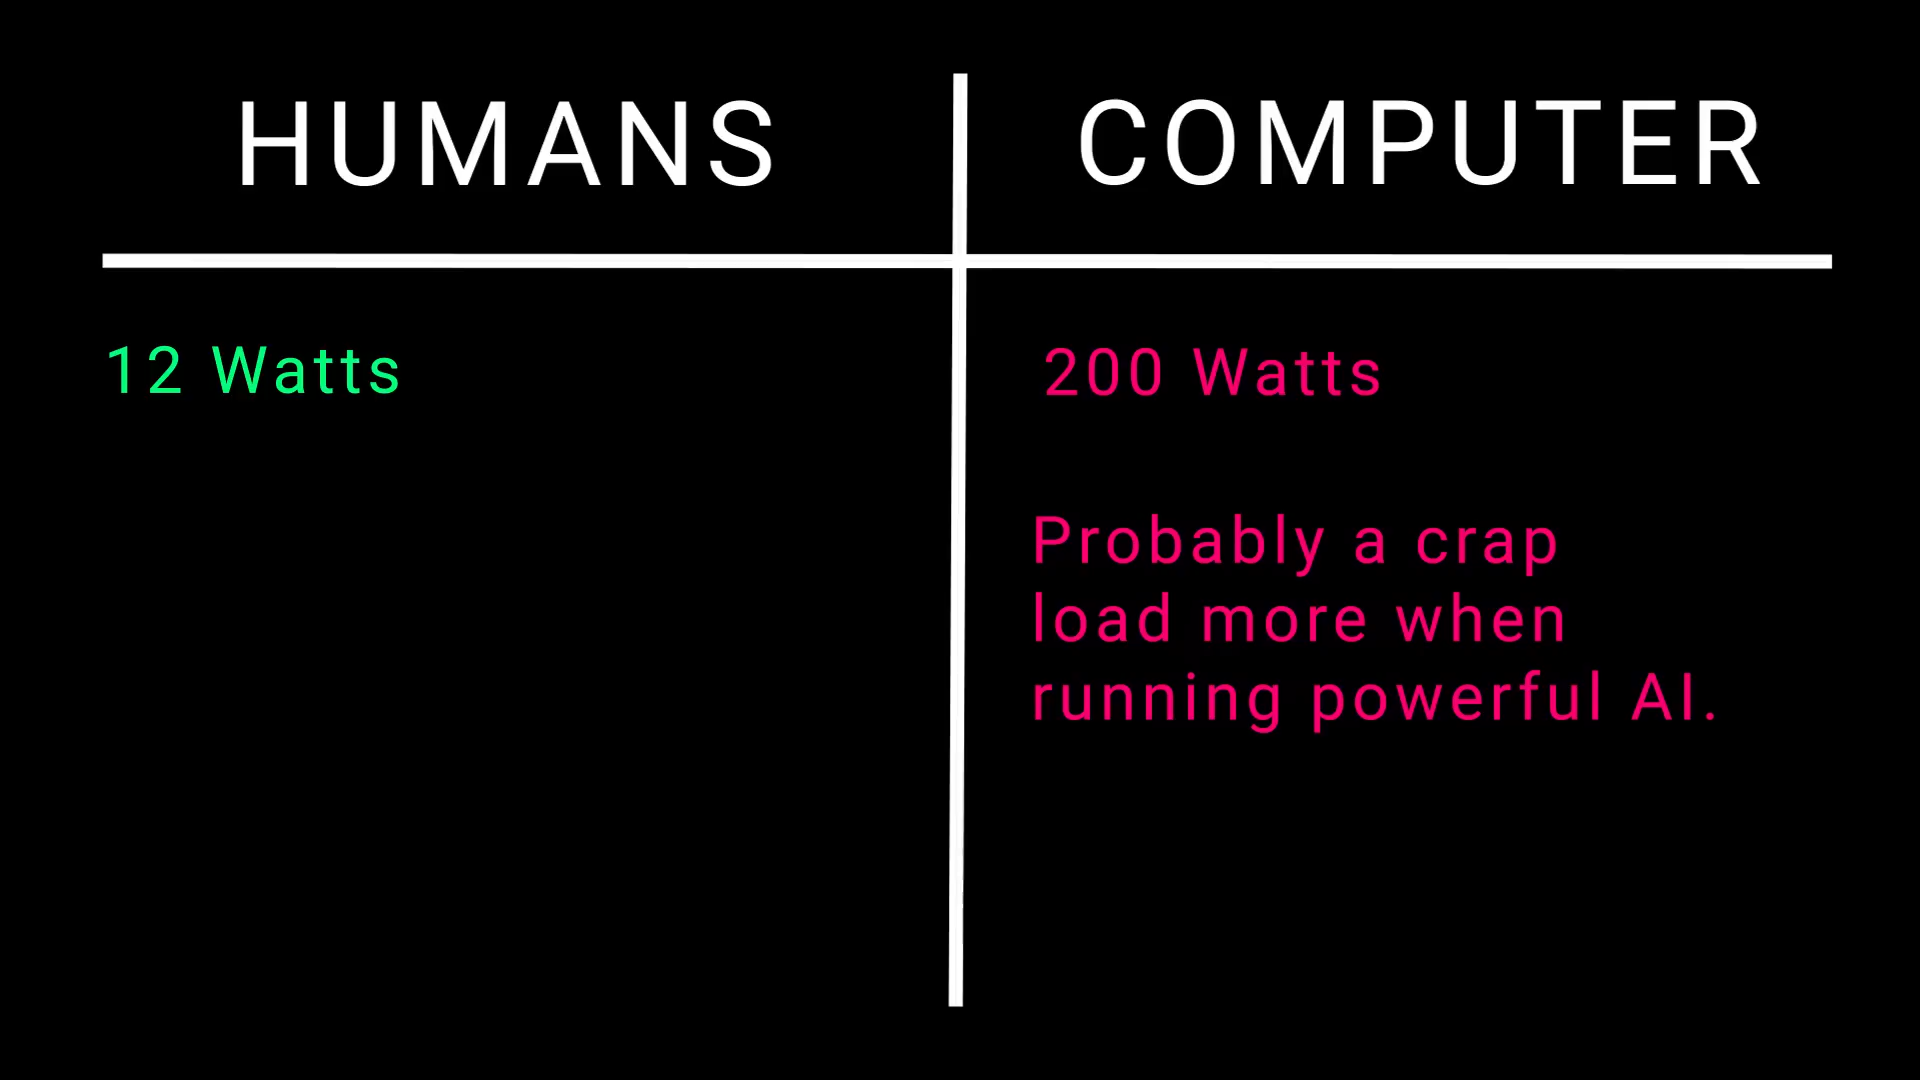 HUMANS
COMPUTER
12 Watts
200 Watts
Probably a crap
load more when
running powerful AI.